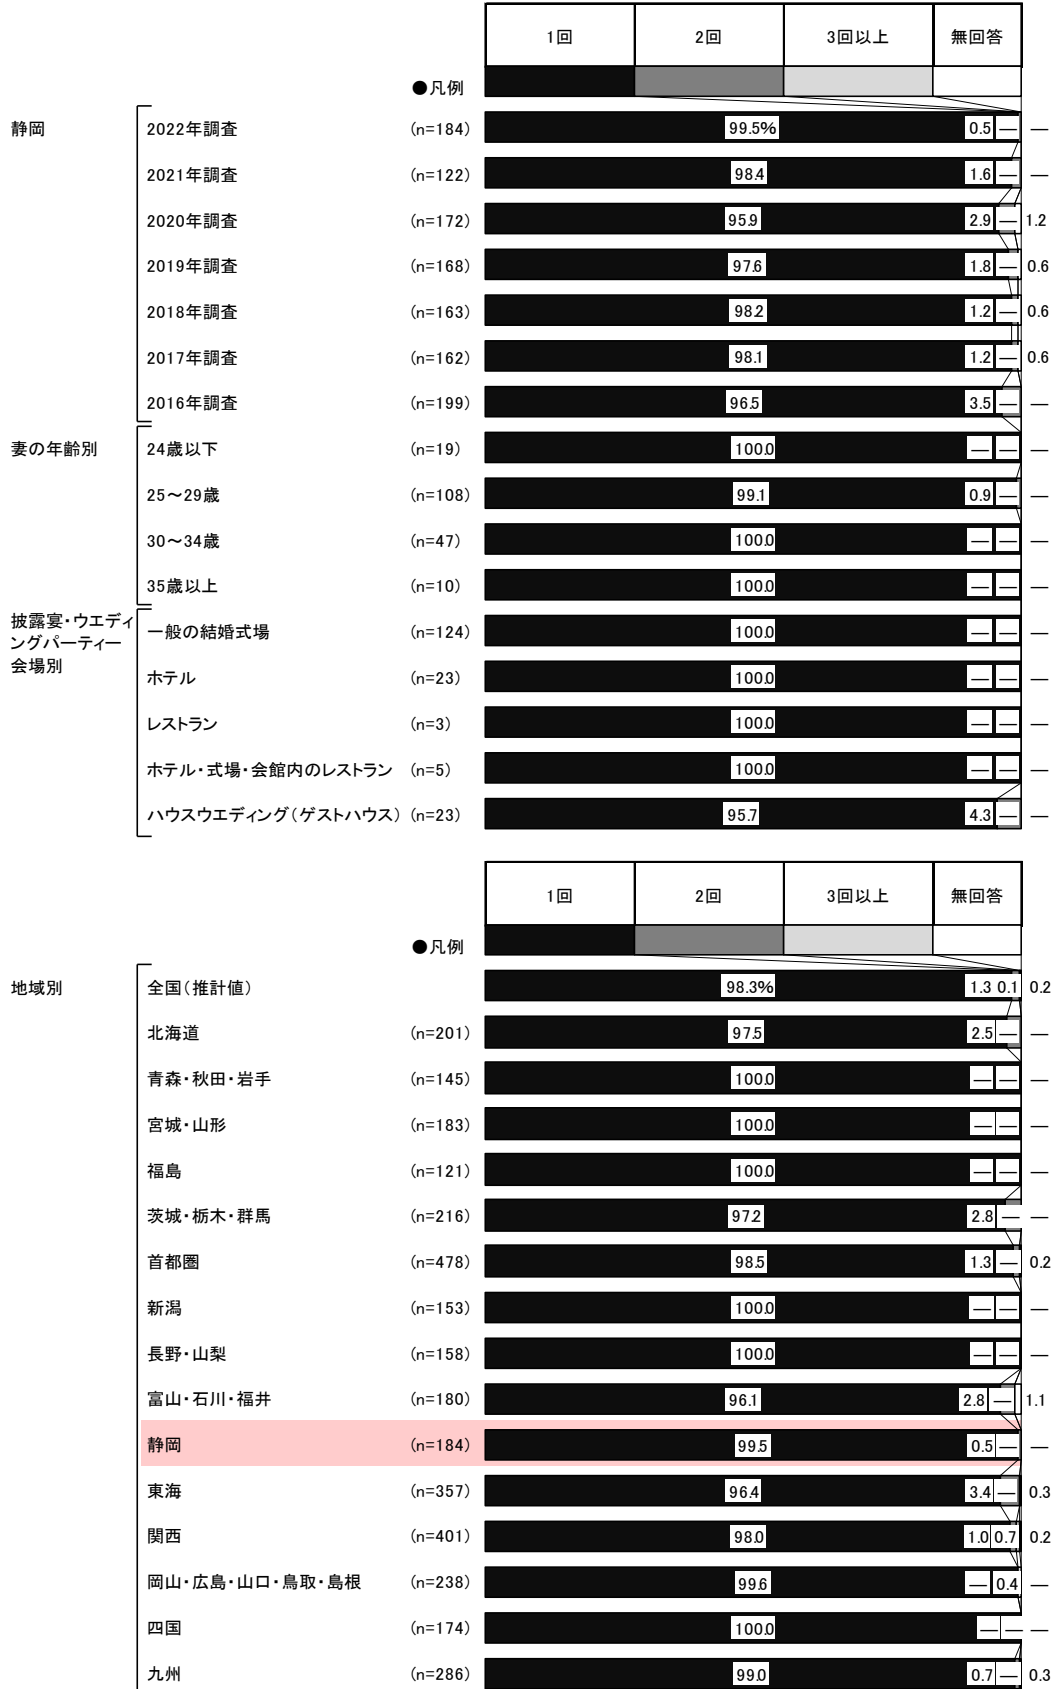 1回 2回 3回以上 無回答
●凡例
静岡 2022年調査 (n=184) 99.5% 0.5 — —
2021年調査 (n=122) 98.4 1.6 — —
2020年調査 (n=172) 95.9 2.9 — 1.2
2019年調査 (n=168) 97.6 1.8 — 0.6
2018年調査 (n=163) 98.2 1.2 — 0.6
2017年調査 (n=162) 98.1 1.2 — 0.6
2016年調査 (n=199) 96.5 3.5 — —
妻の年齢別 24歳以下 (n=19) 100.0 — — —
25～29歳 (n=108) 99.1 0.9 — —
30～34歳 (n=47) 100.0 — — —
35歳以上 (n=10) 100.0 — — —
披露宴・ウエディ
ングパーティー
会場別
一般の結婚式場 (n=124) 100.0 — — —
ホテル (n=23) 100.0 — — —
レストラン (n=3) 100.0 — — —
ホテル・式場・会館内のレストラン (n=5) 100.0 — — —
ハウスウエディング(ゲストハウス) (n=23) 95.7 4.3 — —
1回 2回 3回以上 無回答
●凡例
地域別 全国(推計値) 98.3% 1.3 0.1 0.2
北海道 (n=201) 97.5 2.5 — —
青森・秋田・岩手 (n=145) 100.0 — — —
宮城・山形 (n=183) 100.0 — — —
福島 (n=121) 100.0 — — —
茨城・栃木・群馬 (n=216) 97.2 2.8 — —
首都圏 (n=478) 98.5 1.3 — 0.2
新潟 (n=153) 100.0 — — —
長野・山梨 (n=158) 100.0 — — —
富山・石川・福井 (n=180) 96.1 2.8 — 1.1
静岡 (n=184) 99.5 0.5 — —
東海 (n=357) 96.4 3.4 — 0.3
関西 (n=401) 98.0 1.0 0.7 0.2
岡山・広島・山口・鳥取・島根 (n=238) 99.6 — 0.4 —
四国 (n=174) 100.0 — — —
九州 (n=286) 99.0 0.7 — 0.3